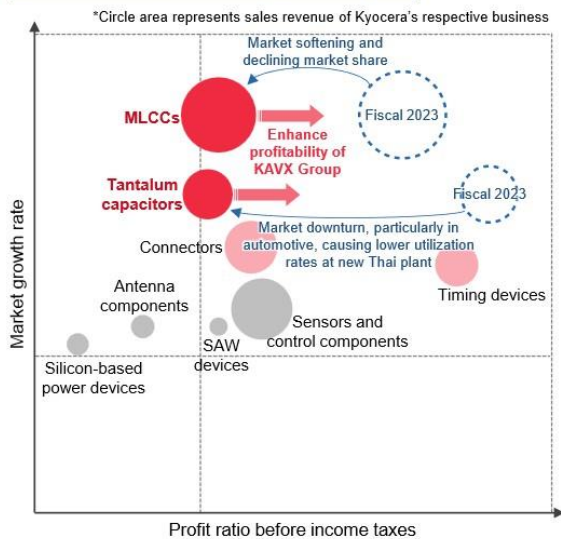 *Circle area represents sales revenue of Kyocera's respective business
Market softening and
declining market share
Fiscal 2023
MLCCs
Enhance
profitability of
KAVX Group
Tantalum
capacitors
Fiscal 2023
Market downturn, particularly in
automotive, causing lower utilization
rates at new Thai plant
Connectors
Timing devices
Antenna
components
Sensors and
control components
SAW
devices
Silicon-based
power devices
Market growth rate
Profit ratio before income taxes